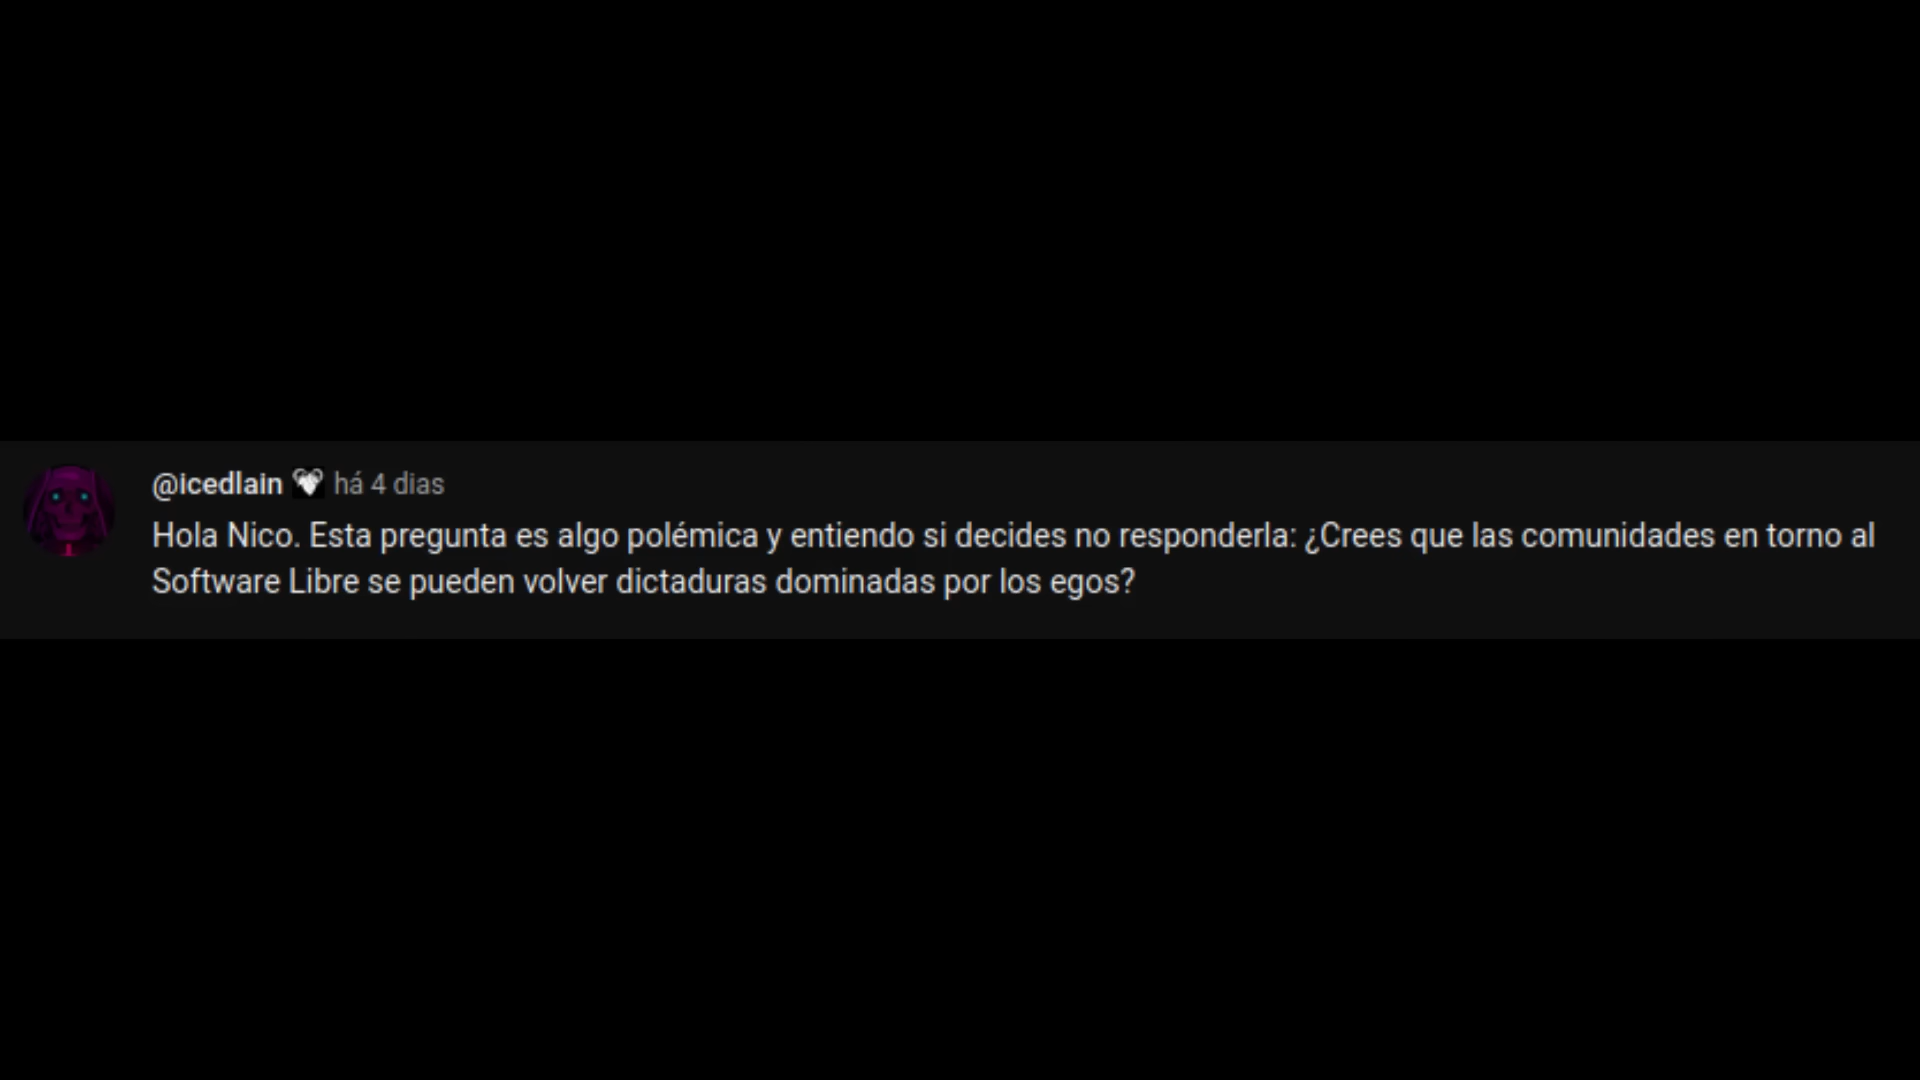 @icedlain há 4 dias
Hola Nico. Esta pregunta es algo polémica y entiendo si decides no responderla: ¿Crees que las comunidades en torno al
Software Libre se pueden volver dictaduras dominadas por los egos?